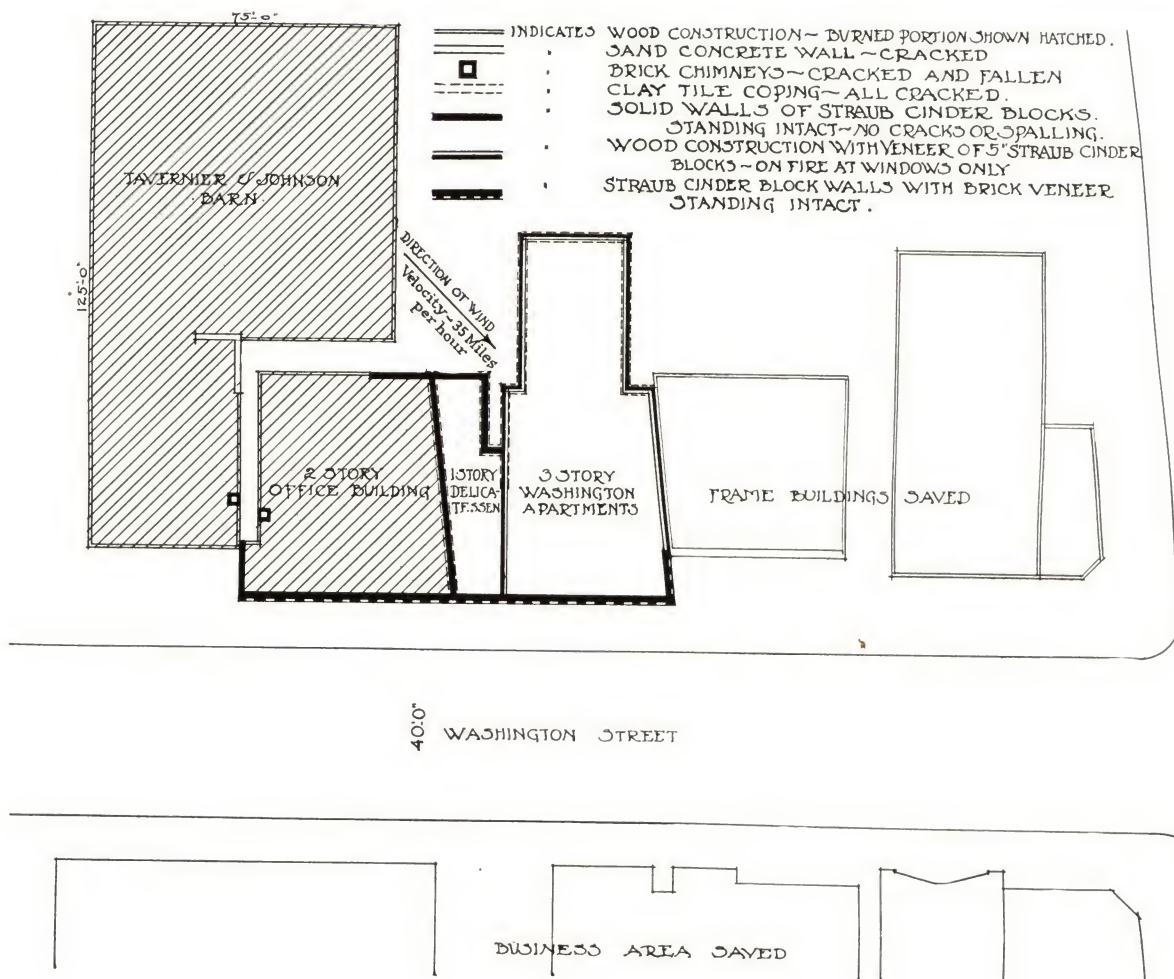 75'-0"
INDICATES WOOD CONSTRUCTION~ BURNED PORTION SHOWN HATCHED.
" SAND CONCRETE WALL ~CRACKED
" BRICK CHIMNEYS~CRACKED AND FALLEN
" CLAY TILE COPING~ALL CRACKED.
" SOLID WALLS OF STRAUB CINDER BLOCKS.
STANDING INTACT~NO CRACKS OR SPALLING.
" WOOD CONSTRUCTION WITH VENEER OF 5" STRAUB CINDER
BLOCKS~ON FIRE AT WINDOWS ONLY
" STRAUB CINDER BLOCK WALLS WITH BRICK VENEER
STANDING INTACT.
TAVERNIER & JOHNSON
· BARN ·
125'-0"
DIRECTION OF WIND
Velocity~35 Miles
per hour
2 STORY
OFFICE BUILDING
1 STORY
DELICA-
TESSEN
3 STORY
WASHINGTON
APARTMENTS
FRAME BUILDINGS SAVED
40'0"
WASHINGTON STREET
BUSINESS AREA SAVED